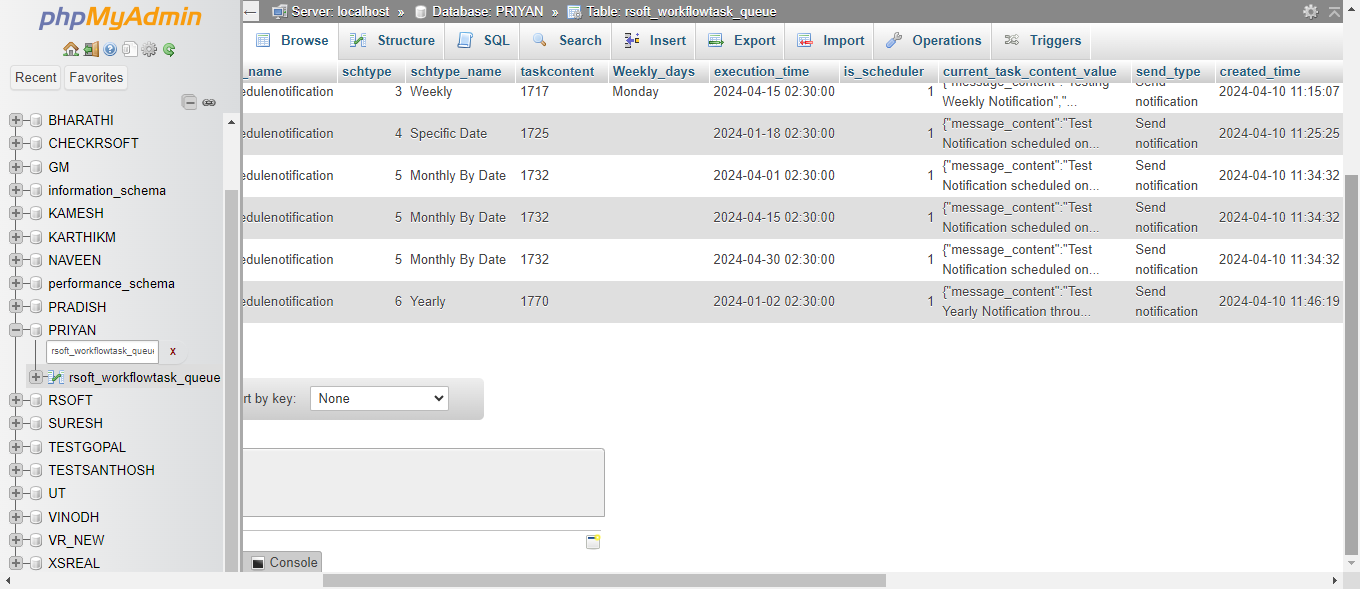 phpMyAdmin
Recent Favorites
BHARATHI
CHECKRSOFT
GM
information_schema
KAMESH
KARTHIKM
NAVEEN
performance_schema
PRADISH
PRIYAN
rsoft_workflowtask_queu x
rsoft_workflowtask_queue
RSOFT
SURESH
TESTGOPAL
TESTSANTHOSH
UT
VINODH
VR_NEW
XSREAL
← Server: localhost » Database: PRIYAN » Table: rsoft_workflowtask_queue
Browse Structure SQL Search Insert Export Import Operations Triggers
_name schtype schtype_name taskcontent Weekly_days execution_time is_scheduler current_task_content_value send_type created_time
edulenotification 3 Weekly 1717 Monday 2024-04-15 02:30:00 1 {"message_content":"Testing Send 2024-04-10 11:15:07
Weekly Notification","... notification
edulenotification 4 Specific Date 1725 2024-01-18 02:30:00 1 {"message_content":"Test Send 2024-04-10 11:25:25
Notification scheduled on... notification
edulenotification 5 Monthly By Date 1732 2024-04-01 02:30:00 1 {"message_content":"Test Send 2024-04-10 11:34:32
Notification scheduled on... notification
edulenotification 5 Monthly By Date 1732 2024-04-15 02:30:00 1 {"message_content":"Test Send 2024-04-10 11:34:32
Notification scheduled on... notification
edulenotification 5 Monthly By Date 1732 2024-04-30 02:30:00 1 {"message_content":"Test Send 2024-04-10 11:34:32
Notification scheduled on... notification
edulenotification 6 Yearly 1770 2024-01-02 02:30:00 1 {"message_content":"Test Send 2024-04-10 11:46:19
Yearly Notification throu... notification
rt by key: None
Console